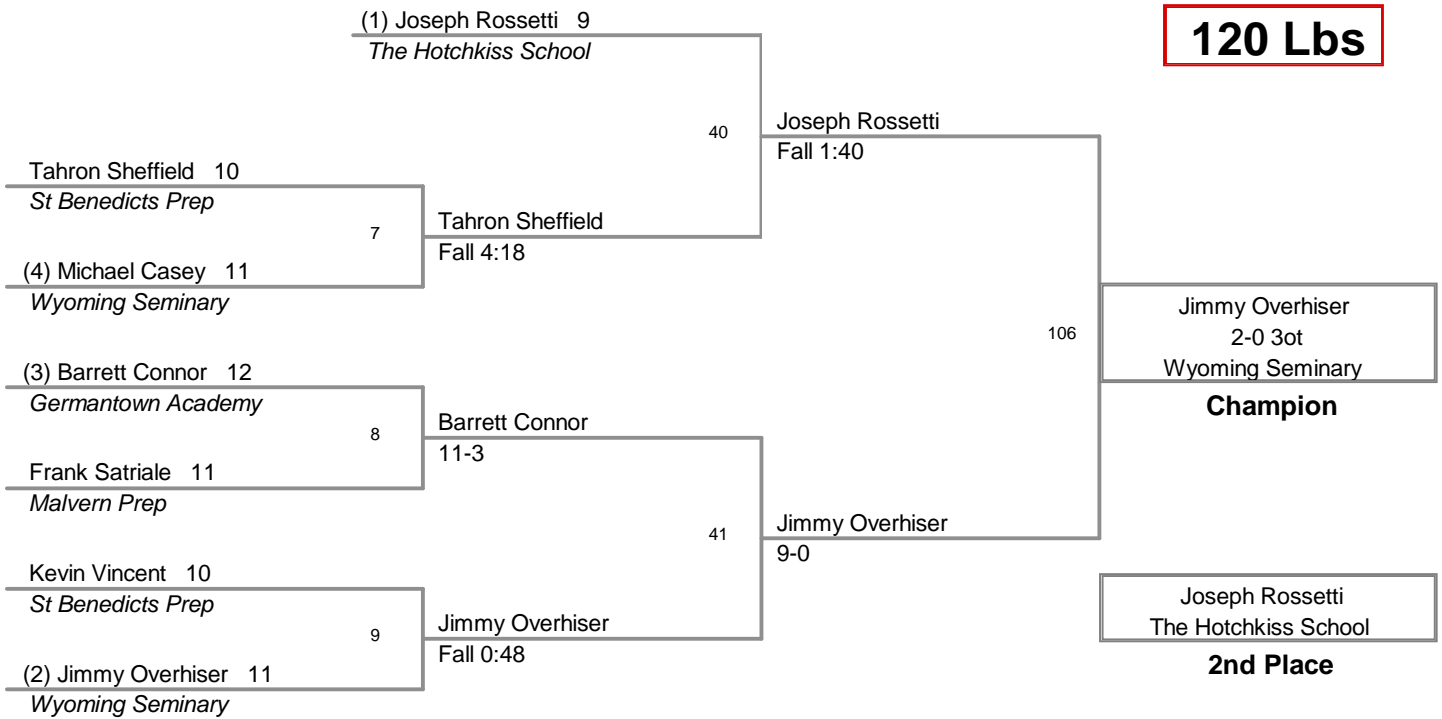 (1) Joseph Rossetti 9
The Hotchkiss School
120 Lbs
40
Joseph Rossetti
Fall 1:40
Tahron Sheffield 10
St Benedicts Prep
7
Tahron Sheffield
Fall 4:18
(4) Michael Casey 11
Wyoming Seminary
106
Jimmy Overhiser
2-0 3ot
Wyoming Seminary
Champion
(3) Barrett Connor 12
Germantown Academy
8
Barrett Connor
11-3
Frank Satriale 11
Malvern Prep
41
Jimmy Overhiser
9-0
Kevin Vincent 10
St Benedicts Prep
9
Jimmy Overhiser
Fall 0:48
(2) Jimmy Overhiser 11
Wyoming Seminary
Joseph Rossetti
The Hotchkiss School
2nd Place